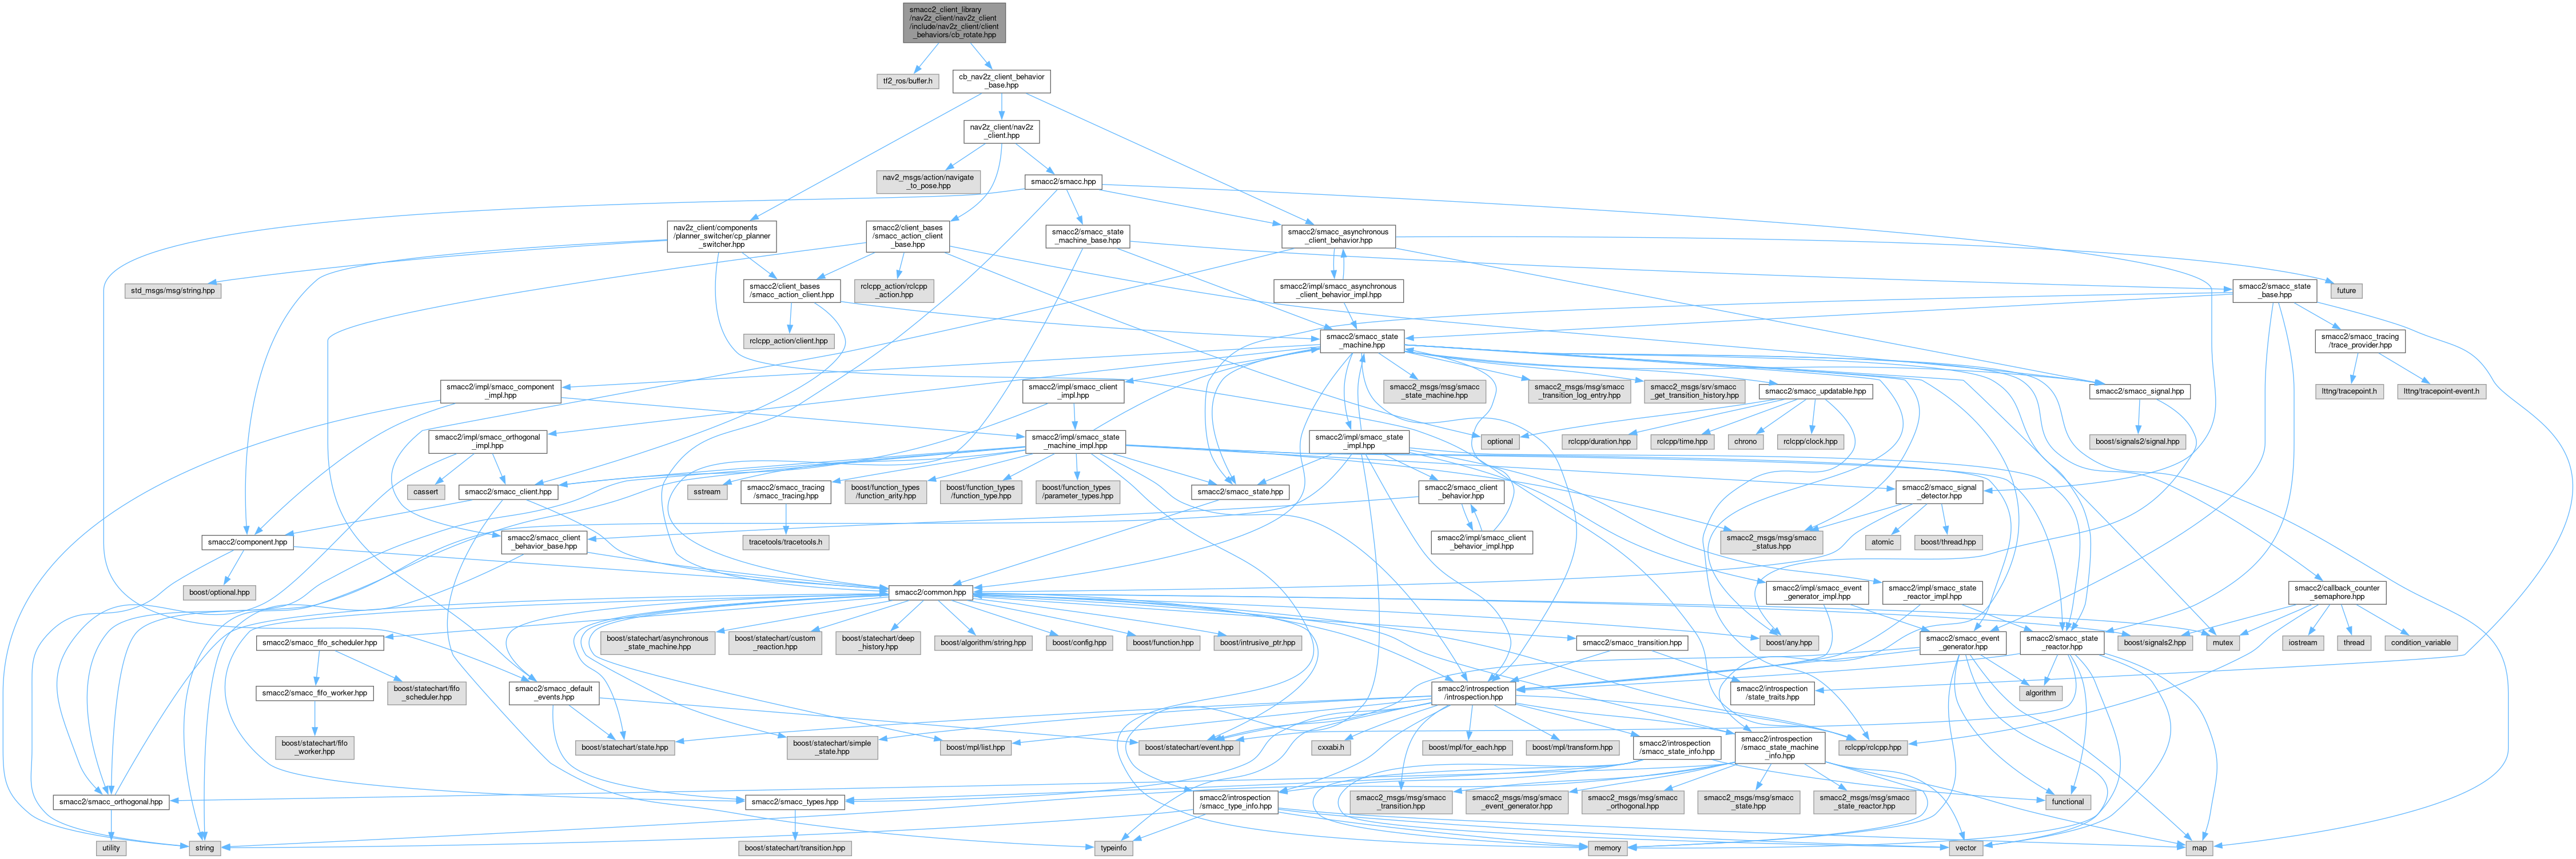 smacc2_client_library
/nav2z_client/nav2z_client
/include/nav2z_client/client
_behaviors/cb_rotate.hpp
tf2_ros/buffer.h
cb_nav2z_client_behavior
_base.hpp
nav2z_client/nav2z
_client.hpp
nav2_msgs/action/navigate
_to_pose.hpp
smacc2/smacc.hpp
nav2z_client/components
/planner_switcher/cp_planner
_switcher.hpp
smacc2/client_bases
/smacc_action_client
_base.hpp
smacc2/smacc_state
_machine_base.hpp
smacc2/smacc_asynchronous
_client_behavior.hpp
std_msgs/msg/string.hpp
smacc2/client_bases
/smacc_action_client.hpp
rclcpp_action/rclcpp
_action.hpp
smacc2/impl/smacc_asynchronous
_client_behavior_impl.hpp
smacc2/smacc_state
_base.hpp
future
rclcpp_action/client.hpp
smacc2/smacc_state
_machine.hpp
smacc2/smacc_tracing
/trace_provider.hpp
smacc2/impl/smacc_component
_impl.hpp
smacc2/impl/smacc_client
_impl.hpp
smacc2_msgs/msg/smacc
_state_machine.hpp
smacc2_msgs/msg/smacc
_transition_log_entry.hpp
smacc2_msgs/srv/smacc
_get_transition_history.hpp
smacc2/smacc_updatable.hpp
smacc2/smacc_signal.hpp
lttng/tracepoint.h
lttng/tracepoint-event.h
smacc2/impl/smacc_orthogonal
_impl.hpp
smacc2/impl/smacc_state
_machine_impl.hpp
smacc2/impl/smacc_state
_impl.hpp
optional
rclcpp/duration.hpp
rclcpp/time.hpp
chrono
rclcpp/clock.hpp
boost/signals2/signal.hpp
cassert
smacc2/smacc_client.hpp
sstream
smacc2/smacc_tracing
/smacc_tracing.hpp
boost/function_types
/function_arity.hpp
boost/function_types
/function_type.hpp
boost/function_types
/parameter_types.hpp
smacc2/smacc_state.hpp
smacc2/smacc_client
_behavior.hpp
smacc2/smacc_signal
_detector.hpp
smacc2/component.hpp
smacc2/smacc_client
_behavior_base.hpp
tracetools/tracetools.h
smacc2/impl/smacc_client
_behavior_impl.hpp
smacc2_msgs/msg/smacc
_status.hpp
atomic
boost/thread.hpp
boost/optional.hpp
smacc2/common.hpp
smacc2/impl/smacc_event
_generator_impl.hpp
smacc2/impl/smacc_state
_reactor_impl.hpp
smacc2/callback_counter
_semaphore.hpp
smacc2/smacc_fifo_scheduler.hpp
boost/statechart/asynchronous
_state_machine.hpp
boost/statechart/custom
_reaction.hpp
boost/statechart/deep
_history.hpp
boost/algorithm/string.hpp
boost/config.hpp
boost/function.hpp
boost/intrusive_ptr.hpp
smacc2/smacc_transition.hpp
boost/any.hpp
smacc2/smacc_event
_generator.hpp
smacc2/smacc_state
_reactor.hpp
boost/signals2.hpp
mutex
iostream
thread
condition_variable
smacc2/smacc_fifo_worker.hpp
boost/statechart/fifo
_scheduler.hpp
smacc2/smacc_default
_events.hpp
smacc2/introspection
/introspection.hpp
smacc2/introspection
/state_traits.hpp
algorithm
boost/statechart/fifo
_worker.hpp
boost/statechart/state.hpp
boost/statechart/simple
_state.hpp
boost/mpl/list.hpp
boost/statechart/event.hpp
cxxabi.h
boost/mpl/for_each.hpp
boost/mpl/transform.hpp
smacc2/introspection
/smacc_state_info.hpp
smacc2/introspection
/smacc_state_machine
_info.hpp
rclcpp/rclcpp.hpp
smacc2/smacc_orthogonal.hpp
smacc2/smacc_types.hpp
smacc2/introspection
/smacc_type_info.hpp
smacc2_msgs/msg/smacc
_transition.hpp
smacc2_msgs/msg/smacc
_event_generator.hpp
smacc2_msgs/msg/smacc
_orthogonal.hpp
smacc2_msgs/msg/smacc
_state.hpp
smacc2_msgs/msg/smacc
_state_reactor.hpp
functional
utility
string
boost/statechart/transition.hpp
typeinfo
memory
vector
map